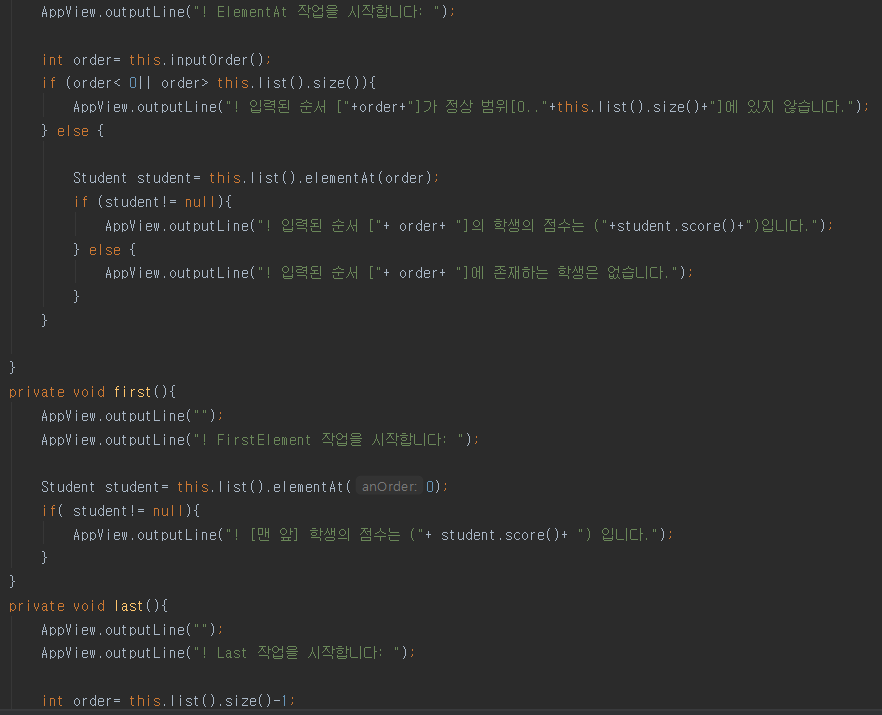 AppView.outputLine("! ElementAt 작업을 시작합니다: ");
int order= this.inputOrder();
if (order< 0|| order> this.list().size()){
AppView.outputLine("! 입력된 순서 ["+order+"]가 정상 범위[0.."+this.list().size()+"]에 있지 않습니다.");
} else {
Student student= this.list().elementAt(order);
if (student!= null){
AppView.outputLine("! 입력된 순서 ["+ order+ "]의 학생의 점수는 ("+student.score()+")입니다.");
} else {
AppView.outputLine("! 입력된 순서 ["+ order+ "]에 존재하는 학생은 없습니다.");
}
}
}
private void first(){
AppView.outputLine("");
AppView.outputLine("! FirstElement 작업을 시작합니다: ");
Student student= this.list().elementAt( anOrder: 0);
if( student!= null){
AppView.outputLine("! [맨 앞] 학생의 점수는 ("+ student.score()+ ") 입니다.");
}
}
private void last(){
AppView.outputLine("");
AppView.outputLine("! Last 작업을 시작합니다: ");
int order= this.list().size()-1;